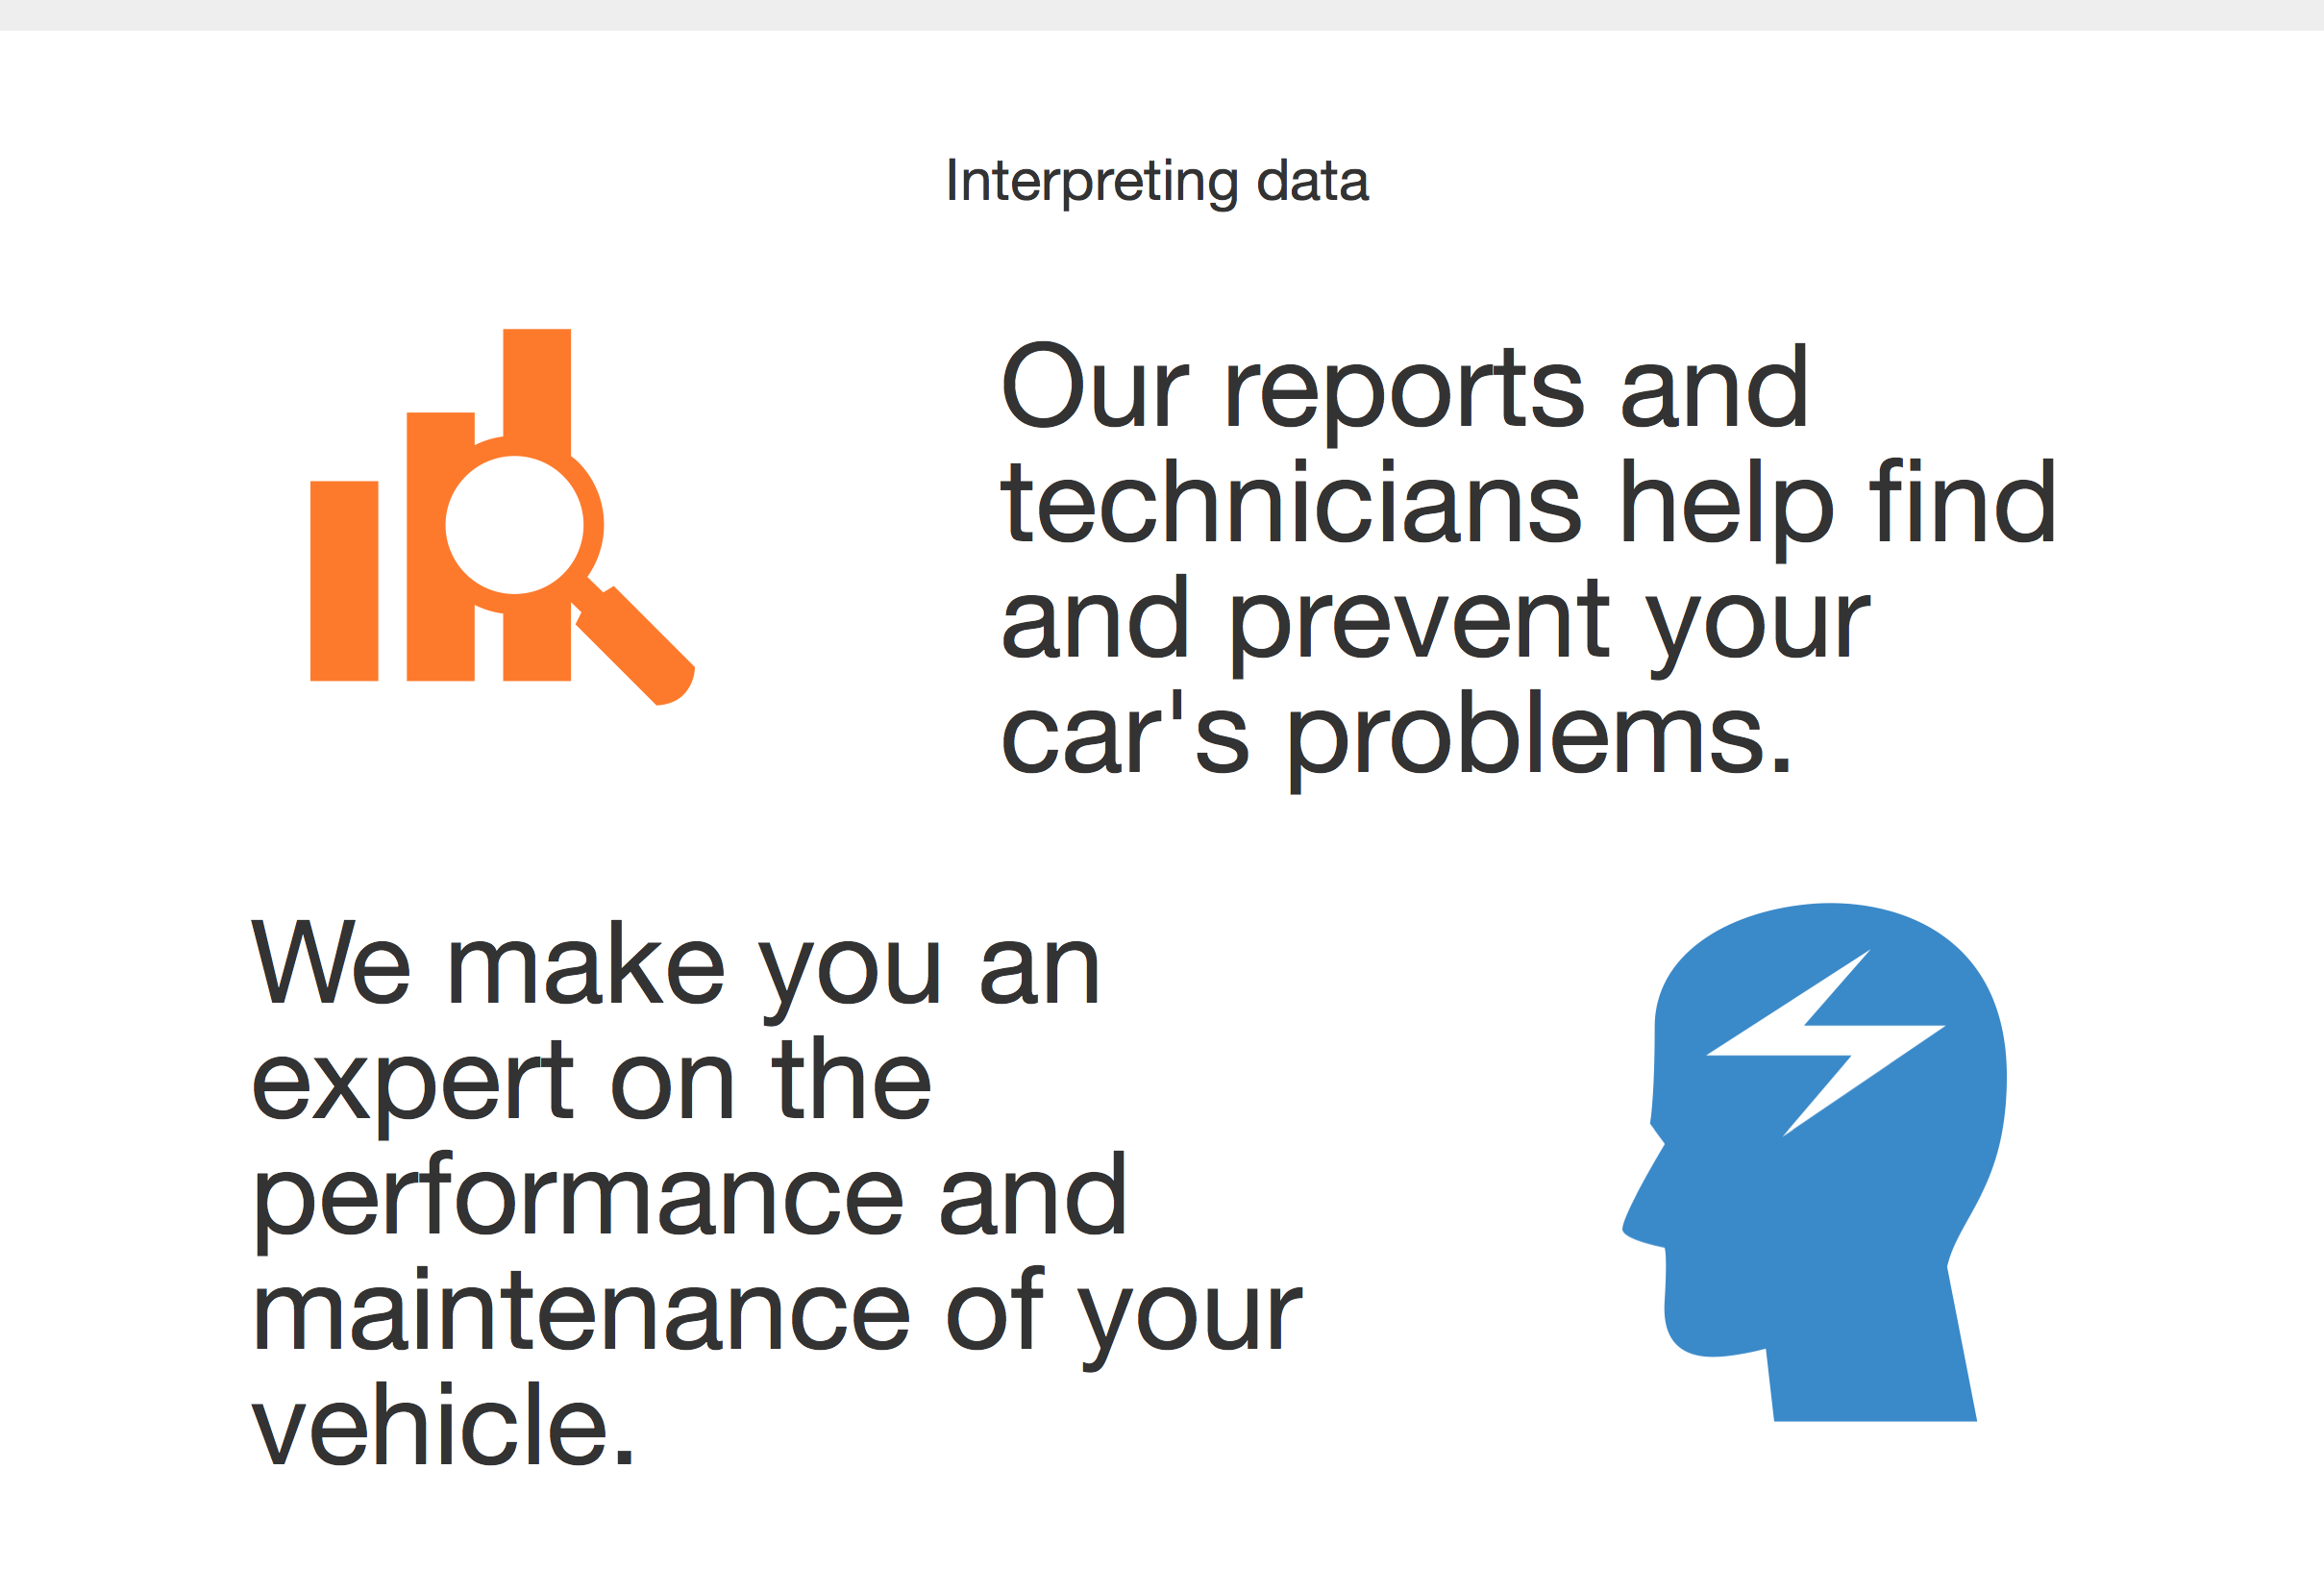 Interpreting data
Our reports and
technicians help find
and prevent your
car's problems.
We make you an
expert on the
performance and
maintenance of your
vehicle.